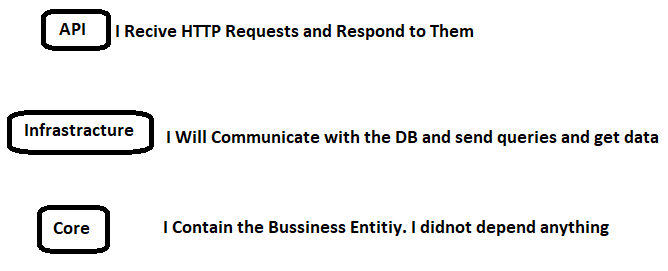 API I Recive HTTP Requests and Respond to Them
Infrastracture I Will Communicate with the DB and send queries and get data
Core I Contain the Bussiness Entitiy. I didnot depend anything